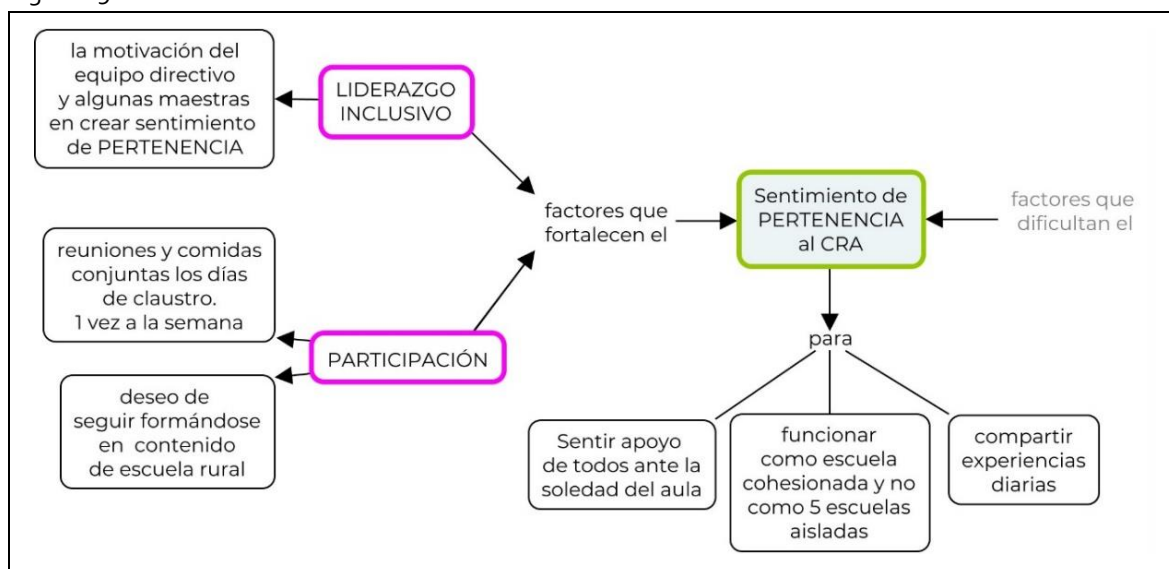 la motivación del
equipo directivo
y algunas maestras
en crear sentimiento
de PERTENENCIA
LIDERAZGO
INCLUSIVO
reuniones y comidas
conjuntas los días
de claustro.
1 vez a la semana
PARTICIPACIÓN
deseo de
seguir formándose
en contenido
de escuela rural
factores que
fortalecen el
Sentimiento de
PERTENENCIA
al CRA
factores que
dificultan el
para
Sentir apoyo
de todos ante la
soledad del aula
funcionar
como escuela
cohesionada y no
como 5 escuelas
aisladas
compartir
experiencias
diarias